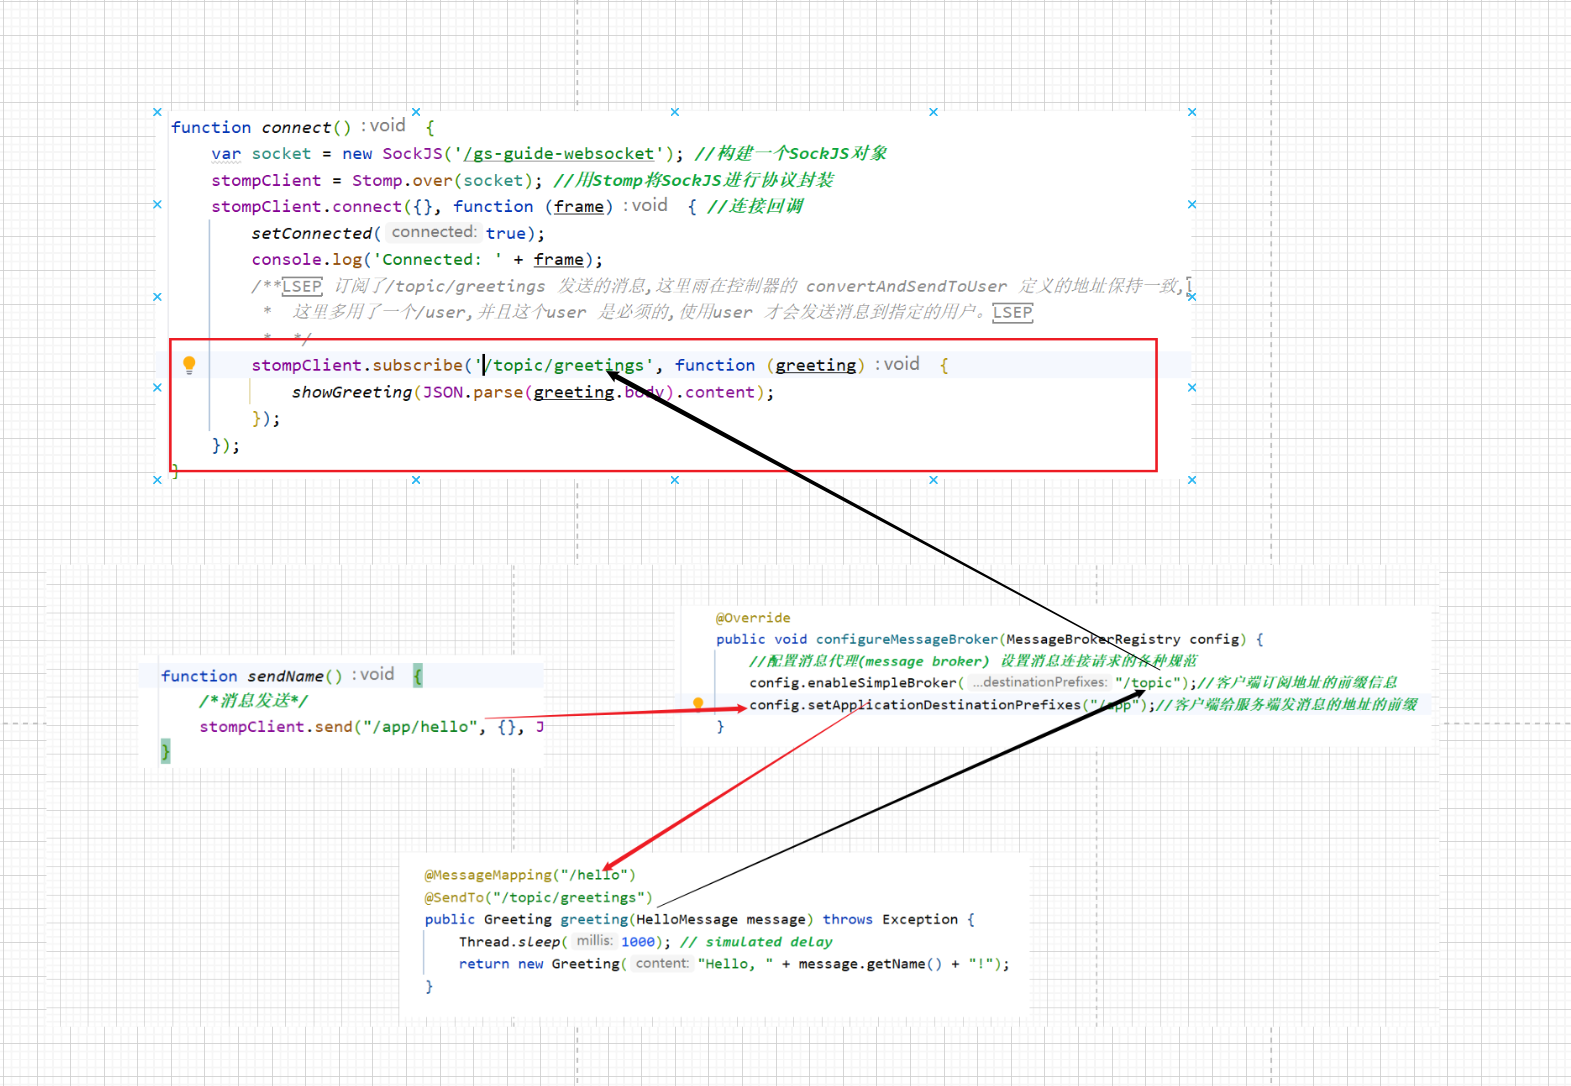 function connect() : void {
var socket = new SockJS('/gs-guide-websocket'); //构建一个SockJS对象
stompClient = Stomp.over(socket); //用Stomp将SockJS进行协议封装
stompClient.connect({}, function (frame) : void { //连接回调
setConnected( connected: true);
console.log('Connected: ' + frame);
/**LSEP 订阅了/topic/greetings 发送的消息,这里雨在控制器的 convertAndSendToUser 定义的地址保持一致,
* 这里多用了一个/user,并且这个user 是必须的,使用user 才会发送消息到指定的用户。LSEP
* */
stompClient.subscribe('/topic/greetings', function (greeting) : void {
showGreeting(JSON.parse(greeting.body).content);
});
});
}
function sendName() : void {
/*消息发送*/
stompClient.send("/app/hello", {}, J
}
@Override
public void configureMessageBroker(MessageBrokerRegistry config) {
//配置消息代理(message broker) 设置消息连接请求的各种规范
config.enableSimpleBroker( ...destinationPrefixes: "/topic");//客户端订阅地址的前缀信息
config.setApplicationDestinationPrefixes("/app");//客户端给服务端发消息的地址的前缀
}
@MessageMapping("/hello")
@SendTo("/topic/greetings")
public Greeting greeting(HelloMessage message) throws Exception {
Thread.sleep( millis: 1000); // simulated delay
return new Greeting( content: "Hello, " + message.getName() + "!");
}